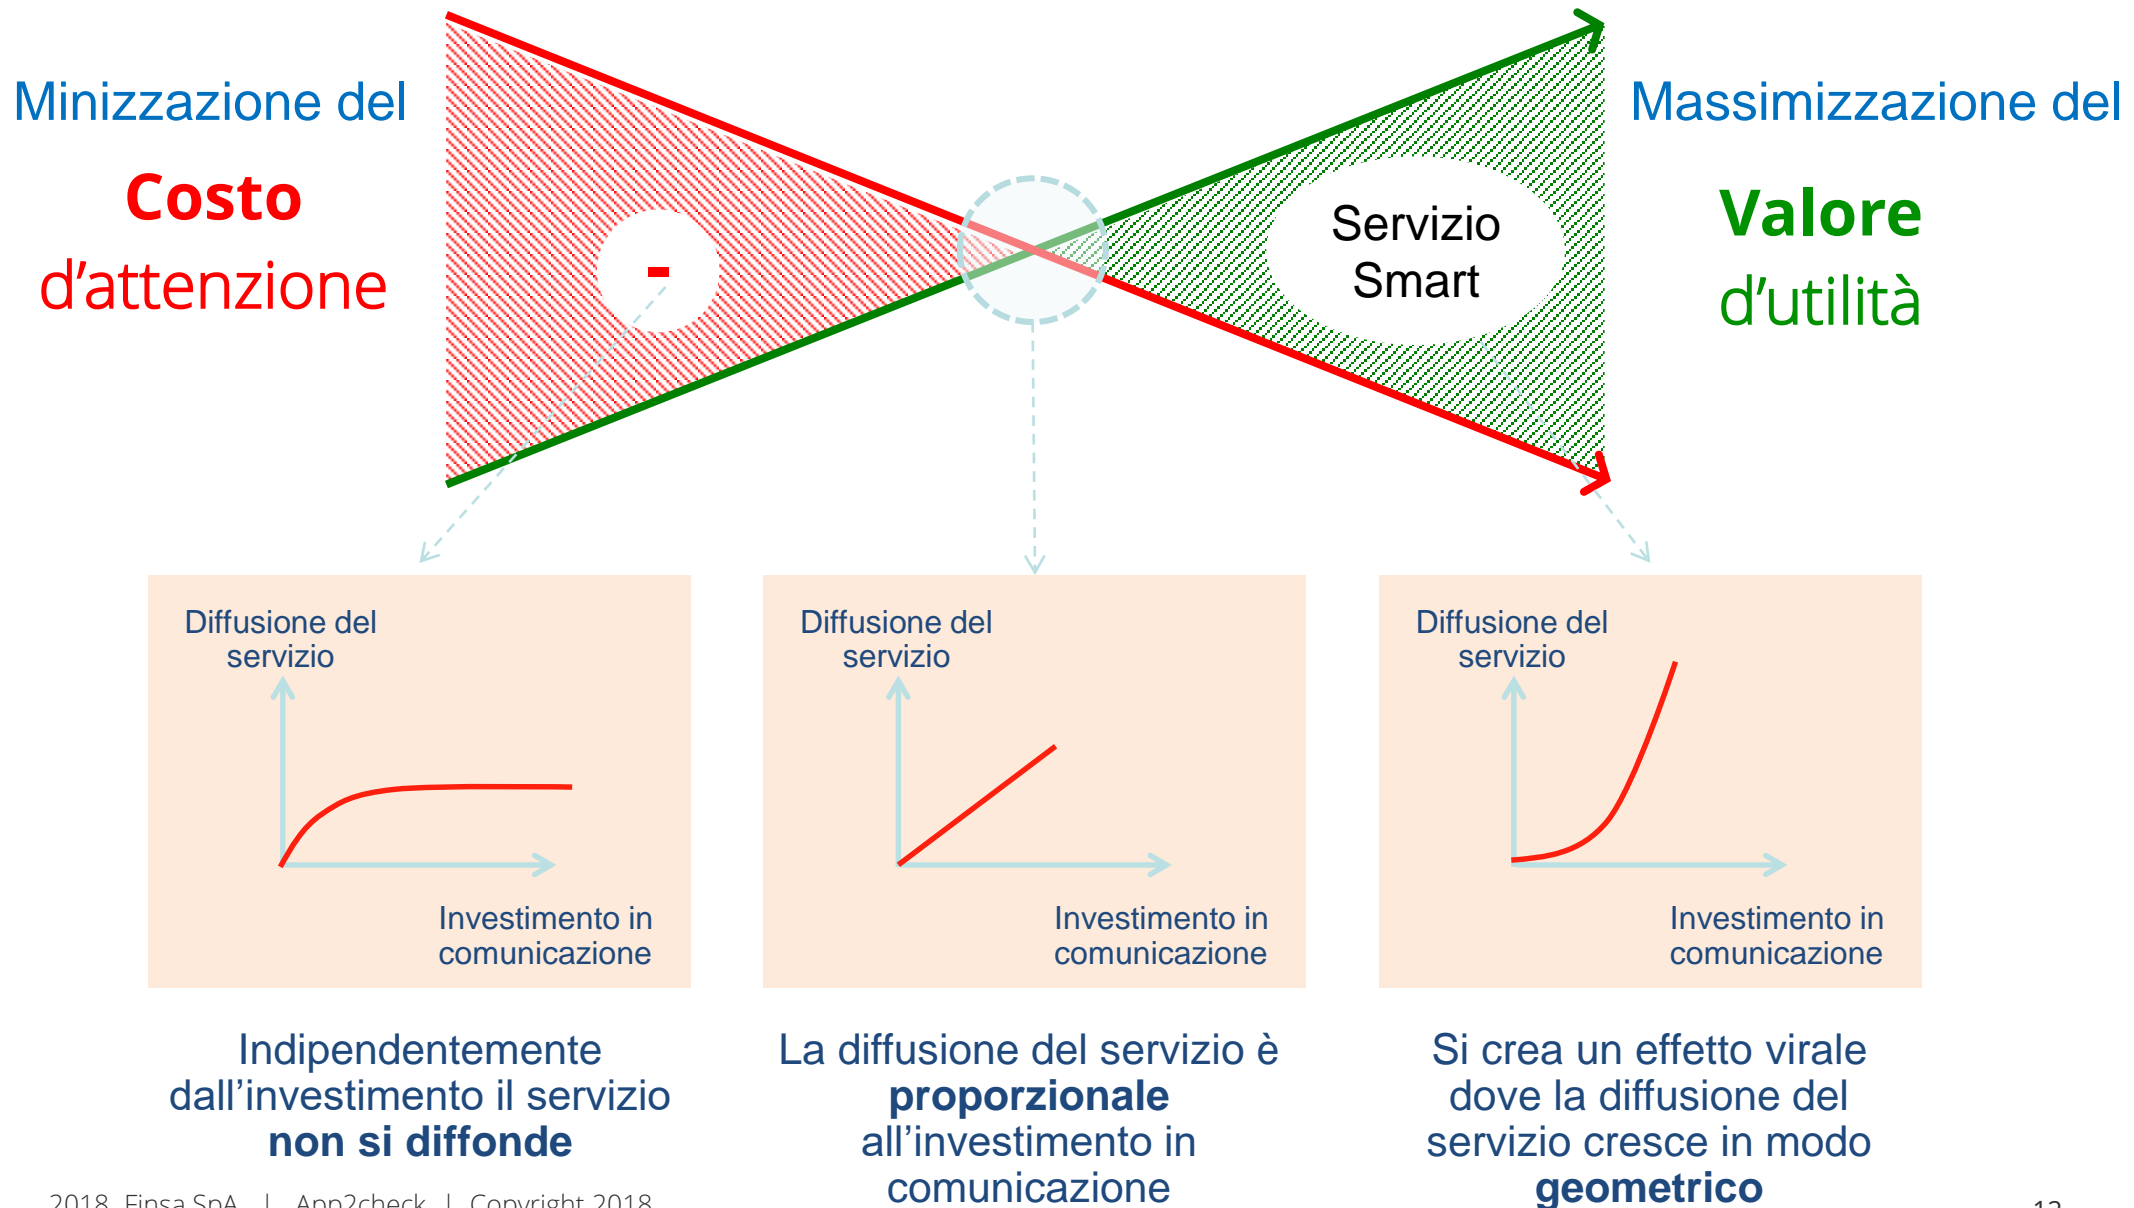 Minizzazione del
Costo
d’attenzione
-
Servizio
Smart
Massimizzazione del
Valore
d’utilità
Diffusione del
servizio
Investimento in
comunicazione
Diffusione del
servizio
Investimento in
comunicazione
Diffusione del
servizio
Investimento in
comunicazione
Indipendentemente
dall’investimento il servizio
non si diffonde
La diffusione del servizio è
proporzionale
all’investimento in
comunicazione
Si crea un effetto virale
dove la diffusione del
servizio cresce in modo
geometrico
2018 Finsa SpA | App2check | Copyright 2018